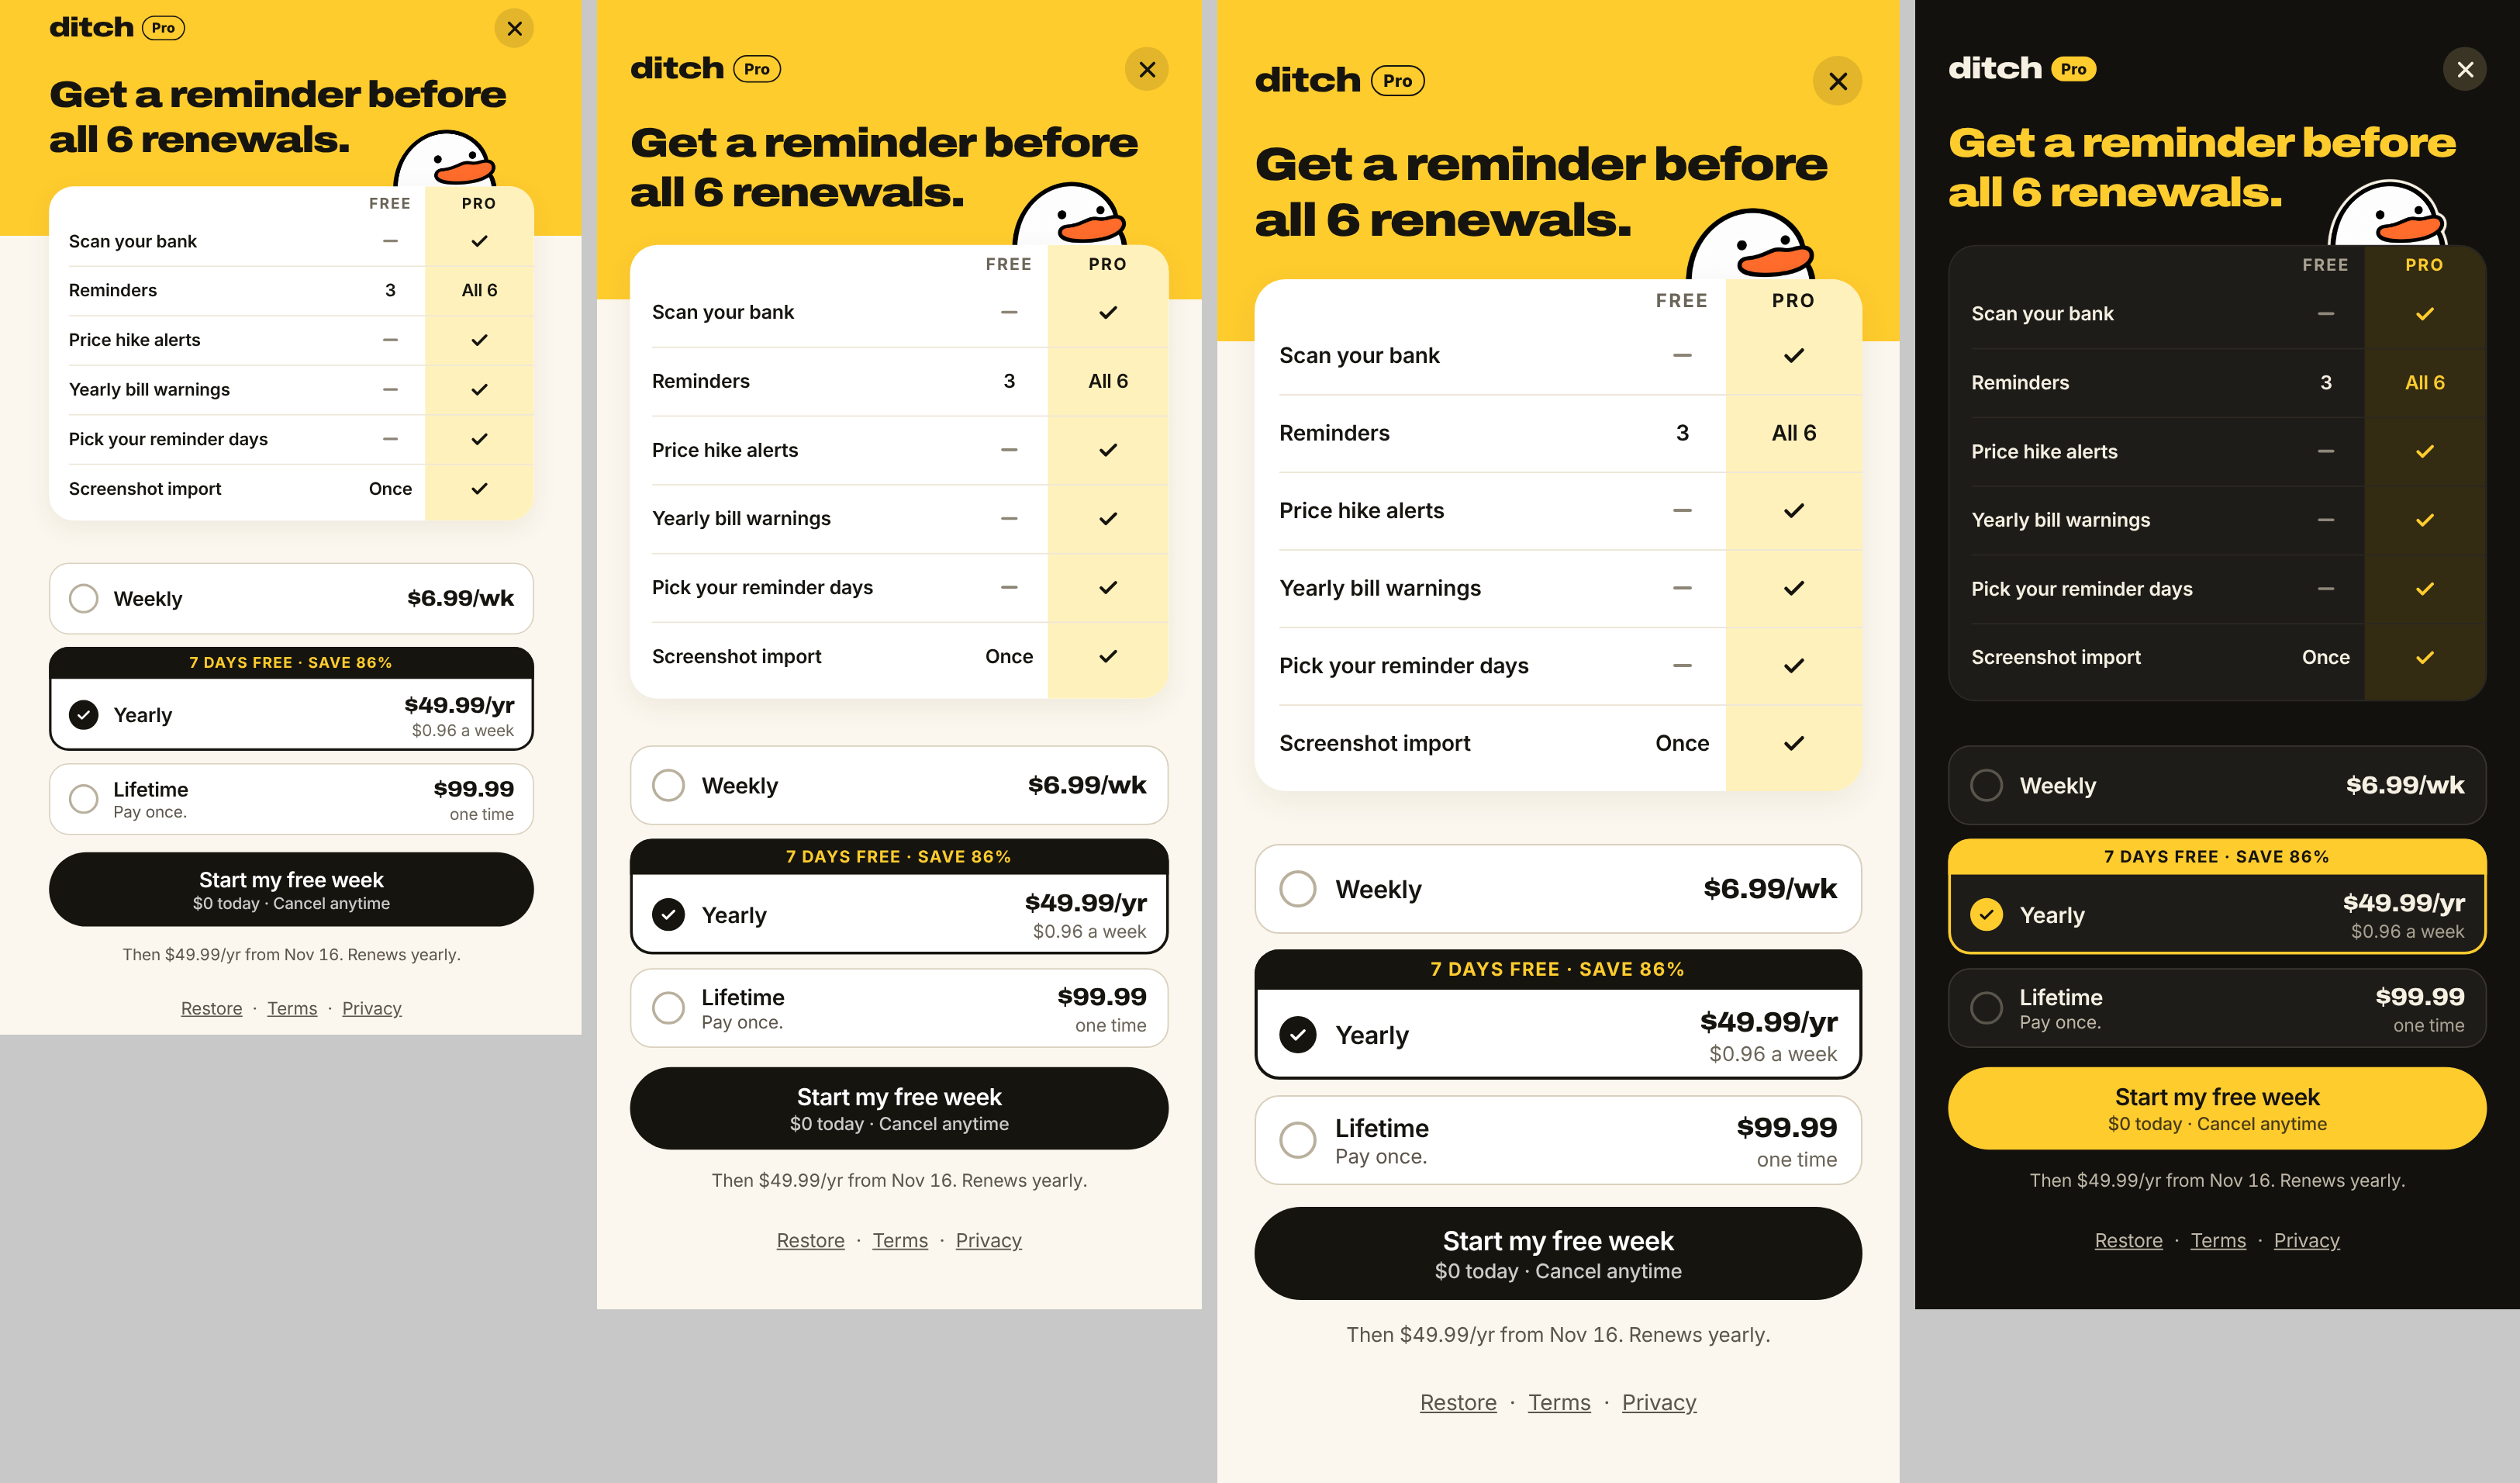 ditch Pro
Get a reminder before
all 6 renewals.
FREE PRO
Scan your bank — ✓
Reminders 3 All 6
Price hike alerts — ✓
Yearly bill warnings — ✓
Pick your reminder days — ✓
Screenshot import Once ✓
Weekly $6.99/wk
7 DAYS FREE · SAVE 86%
Yearly $49.99/yr
$0.96 a week
Lifetime $99.99
Pay once. one time
Start my free week
$0 today · Cancel anytime
Then $49.99/yr from Nov 16. Renews yearly.
Restore · Terms · Privacy
ditch Pro
Get a reminder before
all 6 renewals.
FREE PRO
Scan your bank — ✓
Reminders 3 All 6
Price hike alerts — ✓
Yearly bill warnings — ✓
Pick your reminder days — ✓
Screenshot import Once ✓
Weekly $6.99/wk
7 DAYS FREE · SAVE 86%
Yearly $49.99/yr
$0.96 a week
Lifetime $99.99
Pay once. one time
Start my free week
$0 today · Cancel anytime
Then $49.99/yr from Nov 16. Renews yearly.
Restore · Terms · Privacy
ditch Pro
Get a reminder before
all 6 renewals.
FREE PRO
Scan your bank — ✓
Reminders 3 All 6
Price hike alerts — ✓
Yearly bill warnings — ✓
Pick your reminder days — ✓
Screenshot import Once ✓
Weekly $6.99/wk
7 DAYS FREE · SAVE 86%
Yearly $49.99/yr
$0.96 a week
Lifetime $99.99
Pay once. one time
Start my free week
$0 today · Cancel anytime
Then $49.99/yr from Nov 16. Renews yearly.
Restore · Terms · Privacy
ditch Pro
Get a reminder before
all 6 renewals.
FREE PRO
Scan your bank — ✓
Reminders 3 All 6
Price hike alerts — ✓
Yearly bill warnings — ✓
Pick your reminder days — ✓
Screenshot import Once ✓
Weekly $6.99/wk
7 DAYS FREE · SAVE 86%
Yearly $49.99/yr
$0.96 a week
Lifetime $99.99
Pay once. one time
Start my free week
$0 today · Cancel anytime
Then $49.99/yr from Nov 16. Renews yearly.
Restore · Terms · Privacy